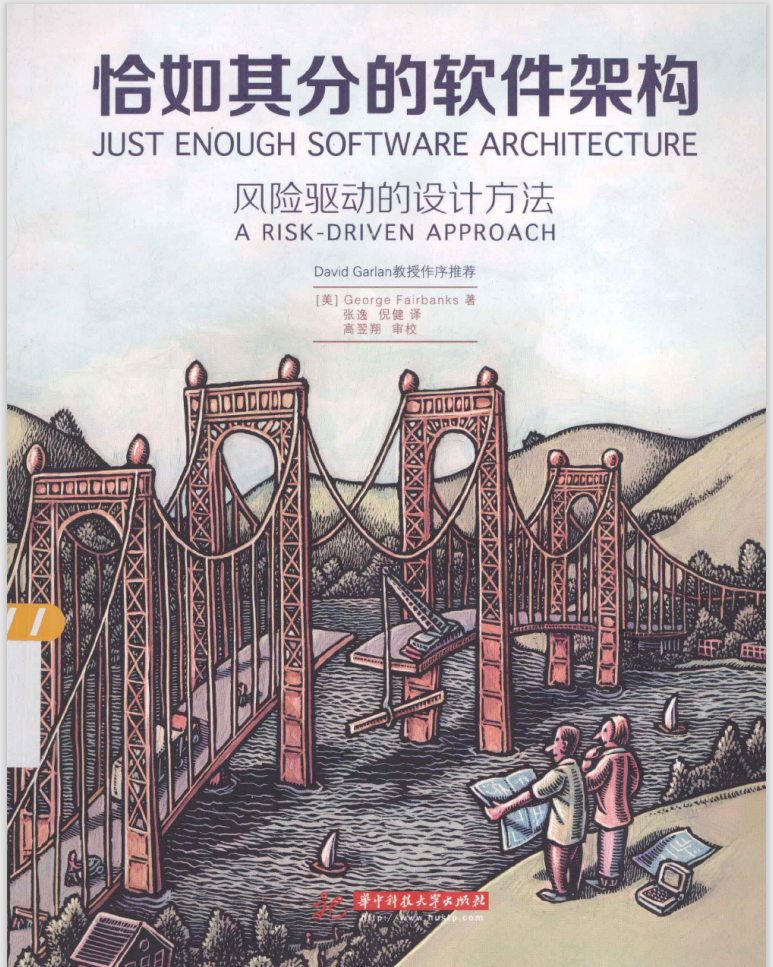 恰如其分的软件架构
JUST ENOUGH SOFTWARE ARCHITECTURE
风险驱动的设计方法
A RISK-DRIVEN APPROACH
David Garlan教授作序推荐
[美] George Fairbanks 著
张逸 倪健 译
高翌翔 审校
华中科技大学出版社
http://www.hustp.com